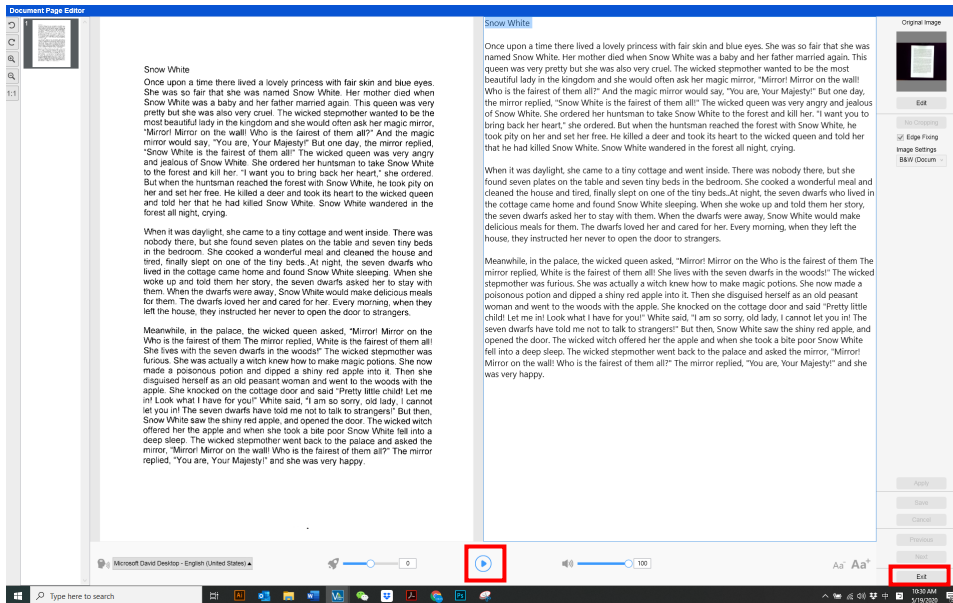 Document Page Editor
1
1:1
Snow White
Once upon a time there lived a lovely princess with fair skin and blue eyes.
She was so fair that she was named Snow White. Her mother died when
Snow White was a baby and her father married again. This queen was very
pretty but she was also very cruel. The wicked stepmother wanted to be the
most beautiful lady in the kingdom and she would often ask her magic mirror,
"Mirror! Mirror on the wall! Who is the fairest of them all?" And the magic
mirror would say, "You are, Your Majesty!" But one day, the mirror replied,
"Snow White is the fairest of them all!" The wicked queen was very angry
and jealous of Snow White. She ordered her huntsman to take Snow White
to the forest and kill her. "I want you to bring back her heart," she ordered.
But when the huntsman reached the forest with Snow White, he took pity on
her and set her free. He killed a deer and took its heart to the wicked queen
and told her that he had killed Snow White. Snow White wandered in the
forest all night, crying.
When it was daylight, she came to a tiny cottage and went inside. There was
nobody there, but she found seven plates on the table and seven tiny beds
in the bedroom. She cooked a wonderful meal and cleaned the house and
tired, finally slept on one of the tiny beds..At night, the seven dwarfs who
lived in the cottage came home and found Snow White sleeping. When she
woke up and told them her story, the seven dwarfs asked her to stay with
them. When the dwarfs were away, Snow White would make delicious meals
for them. The dwarfs loved her and cared for her. Every morning, when they
left the house, they instructed her never to open the door to strangers.
Meanwhile, in the palace, the wicked queen asked, "Mirror! Mirror on the
Who is the fairest of them The mirror replied, White is the fairest of them all!
She lives with the seven dwarfs in the woods!" The wicked stepmother was
furious. She was actually a witch knew how to make magic potions. She now
made a poisonous potion and dipped a shiny red apple into it. Then she
disguised herself as an old peasant woman and went to the woods with the
apple. She knocked on the cottage door and said "Pretty little child! Let me
in! Look what I have for you!" White said, "I am so sorry, old lady, I cannot
let you in! The seven dwarfs have told me not to talk to strangers!" But then,
Snow White saw the shiny red apple, and opened the door. The wicked witch
offered her the apple and when she took a bite poor Snow White fell into a
deep sleep. The wicked stepmother went back to the palace and asked the
mirror, "Mirror! Mirror on the wall! Who is the fairest of them all?" The mirror
replied, "You are, Your Majesty!" and she was very happy.
Snow White
Once upon a time there lived a lovely princess with fair skin and blue eyes. She was so fair that she was
named Snow White. Her mother died when Snow White was a baby and her father married again. This
queen was very pretty but she was also very cruel. The wicked stepmother wanted to be the most
beautiful lady in the kingdom and she would often ask her magic mirror, "Mirror! Mirror on the wall!
Who is the fairest of them all?" And the magic mirror would say, "You are, Your Majesty!" But one day,
the mirror replied, "Snow White is the fairest of them all!" The wicked queen was very angry and jealous
of Snow White. She ordered her huntsman to take Snow White to the forest and kill her. "I want you to
bring back her heart," she ordered. But when the huntsman reached the forest with Snow White, he
took pity on her and set her free. He killed a deer and took its heart to the wicked queen and told her
that he had killed Snow White. Snow White wandered in the forest all night, crying.
When it was daylight, she came to a tiny cottage and went inside. There was nobody there, but she
found seven plates on the table and seven tiny beds in the bedroom. She cooked a wonderful meal and
cleaned the house and tired, finally slept on one of the tiny beds..At night, the seven dwarfs who lived in
the cottage came home and found Snow White sleeping. When she woke up and told them her story,
the seven dwarfs asked her to stay with them. When the dwarfs were away, Snow White would make
delicious meals for them. The dwarfs loved her and cared for her. Every morning, when they left the
house, they instructed her never to open the door to strangers.
Meanwhile, in the palace, the wicked queen asked, "Mirror! Mirror on the Who is the fairest of them The
mirror replied, White is the fairest of them all! She lives with the seven dwarfs in the woods!" The wicked
stepmother was furious. She was actually a witch knew how to make magic potions. She now made a
poisonous potion and dipped a shiny red apple into it. Then she disguised herself as an old peasant
woman and went to the woods with the apple. She knocked on the cottage door and said "Pretty little
child! Let me in! Look what I have for you!" White said, "I am so sorry, old lady, I cannot let you in! The
seven dwarfs have told me not to talk to strangers!" But then, Snow White saw the shiny red apple, and
opened the door. The wicked witch offered her the apple and when she took a bite poor Snow White
fell into a deep sleep. The wicked stepmother went back to the palace and asked the mirror, "Mirror!
Mirror on the wall! Who is the fairest of them all?" The mirror replied, "You are, Your Majesty!" and she
was very happy.
Original Image
Edit
No Cropping
Edge Fixing
Image Settings
B&W (Docum
Apply
Save
Cancel
Previous
Next
Exit
Microsoft David Desktop - English (United States)
0
100
Aa- Aa+
Type here to search
Ai
Ps
中
10:30 AM
5/19/2020